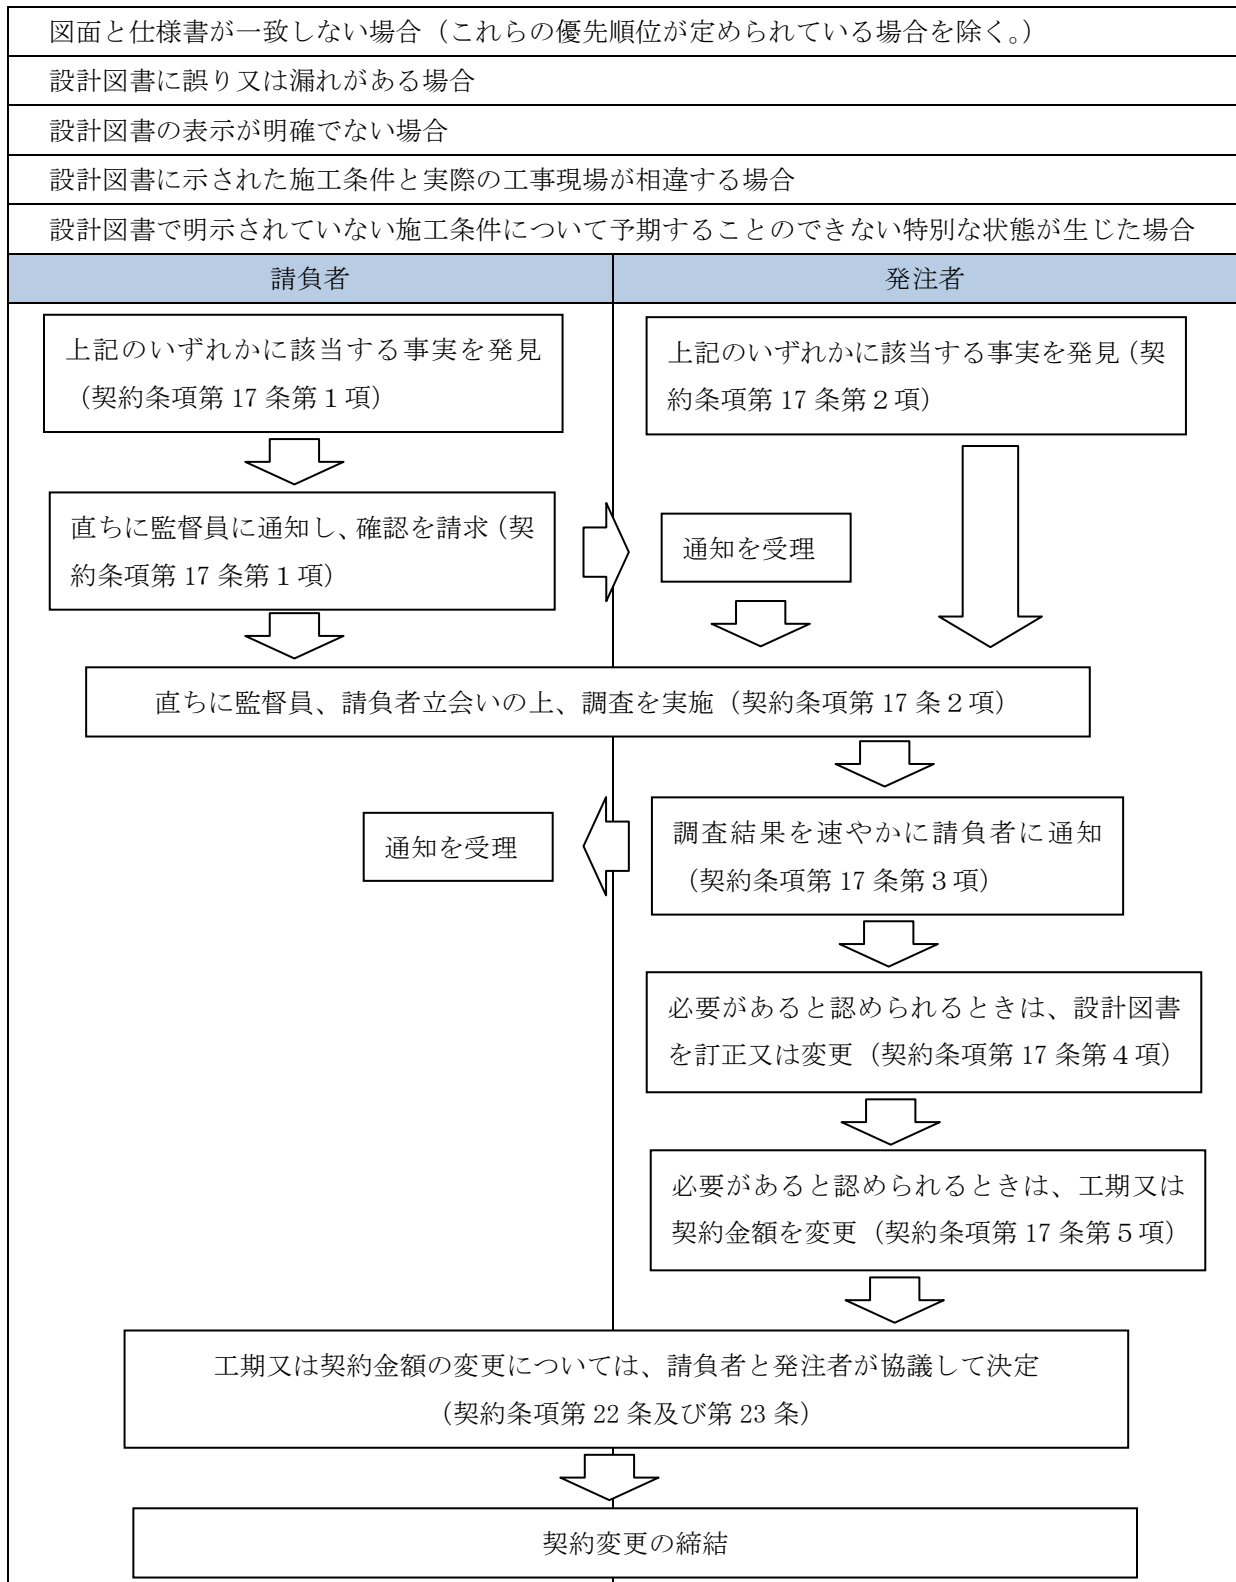 図面と仕様書が一致しない場合(これらの優先順位が定められている場合を除く。)
設計図書に誤り又は漏れがある場合
設計図書の表示が明確でない場合
設計図書に示された施工条件と実際の工事現場が相違する場合
設計図書で明示されていない施工条件について予期することのできない特別な状態が生じた場合
請負者
発注者
上記のいずれかに該当する事実を発見
(契約条項第 17 条第1項)
上記のいずれかに該当する事実を発見(契
約条項第 17 条第2項)
直ちに監督員に通知し、確認を請求(契
約条項第 17 条第1項)
通知を受理
直ちに監督員、請負者立会いの上、調査を実施(契約条項第 17 条2項)
通知を受理
調査結果を速やかに請負者に通知
(契約条項第 17 条第3項)
必要があると認められるときは、設計図書
を訂正又は変更(契約条項第 17 条第4項)
必要があると認められるときは、工期又は
契約金額を変更(契約条項第 17 条第5項)
工期又は契約金額の変更については、請負者と発注者が協議して決定
(契約条項第 22 条及び第 23 条)
契約変更の締結